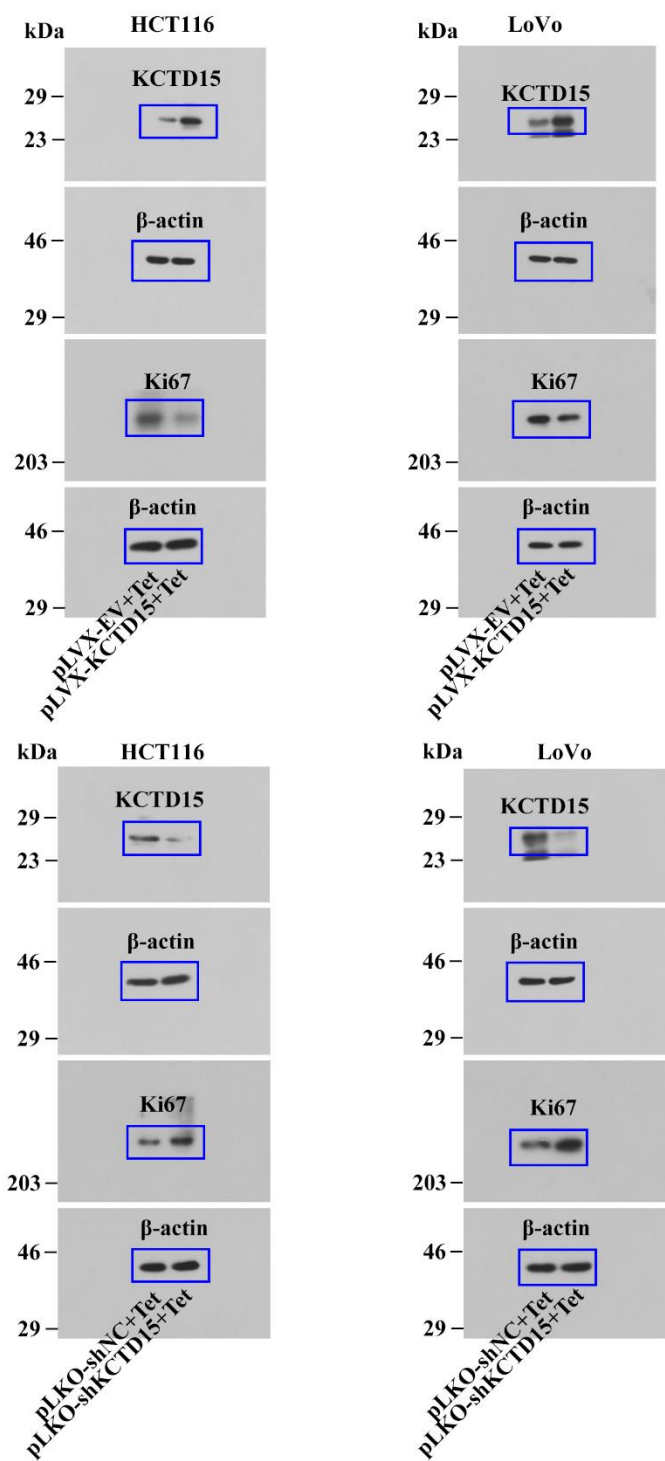 kDa HCT116
KCTD15
29
23
β-actin
46
29
Ki67
203
β-actin
46
29
pLVX-EV+Tet
pLVX-KCTD15+Tet
kDa LoVo
KCTD15
29
23
β-actin
46
29
Ki67
203
β-actin
46
29
pLVX-EV+Tet
pLVX-KCTD15+Tet
kDa HCT116
KCTD15
29
23
β-actin
46
29
Ki67
203
β-actin
46
29
pLKO-shNC+Tet
pLKO-shKCTD15+Tet
kDa LoVo
KCTD15
29
23
β-actin
46
29
Ki67
203
β-actin
46
29
pLKO-shNC+Tet
pLKO-shKCTD15+Tet